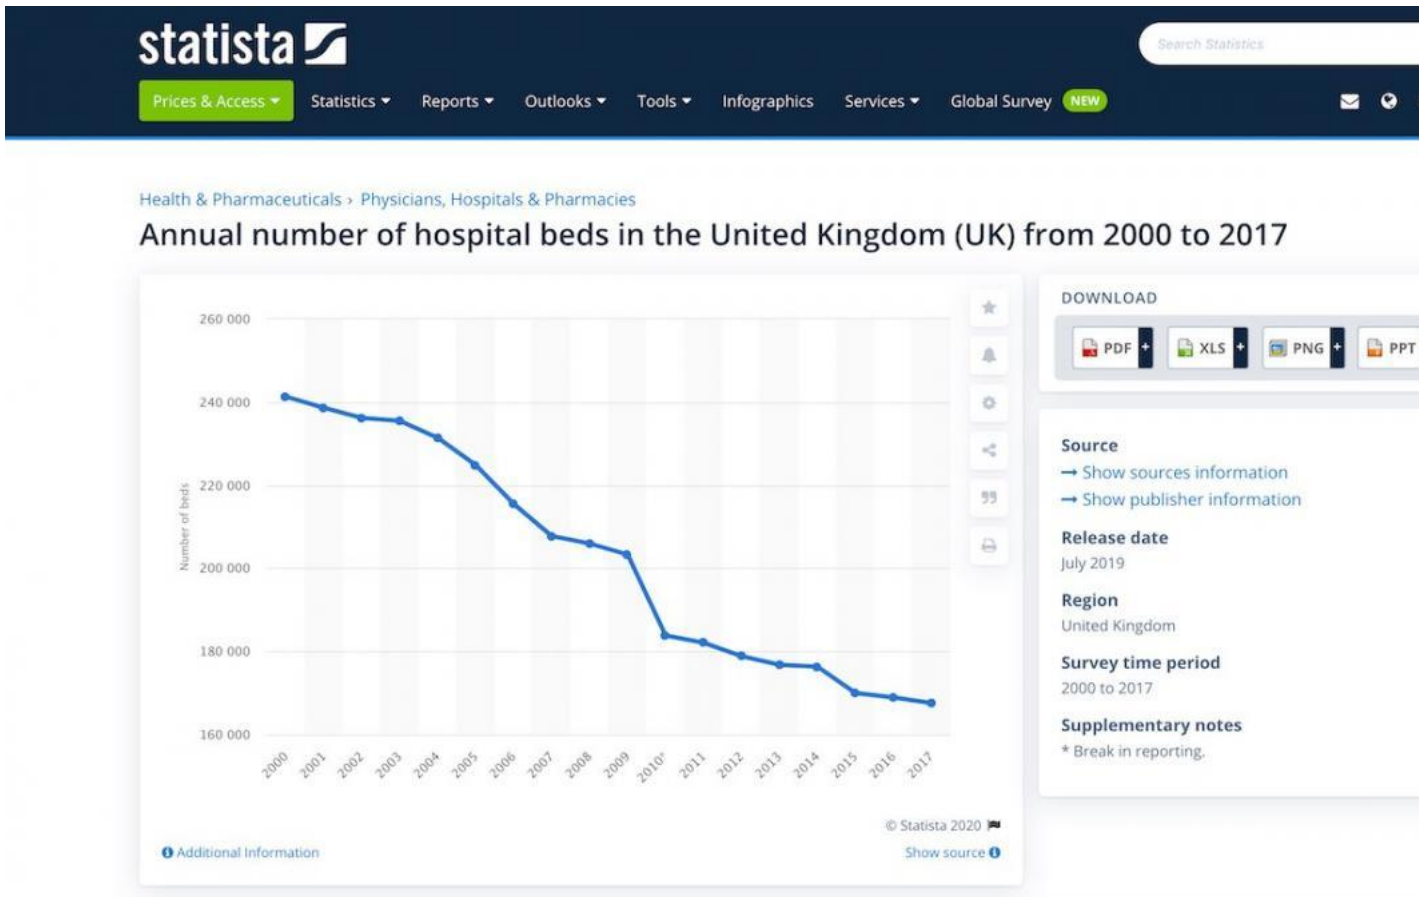 statista
Search Statistics
Prices & Access Statistics Reports Outlooks Tools Infographics Services Global Survey NEW
Health & Pharmaceuticals › Physicians, Hospitals & Pharmacies
Annual number of hospital beds in the United Kingdom (UK) from 2000 to 2017
260 000
240 000
220 000
200 000
180 000
160 000
Number of beds
2000 2001 2002 2003 2004 2005 2006 2007 2008 2009 2010* 2011 2012 2013 2014 2015 2016 2017
© Statista 2020
Additional Information
Show source
DOWNLOAD
PDF + XLS + PNG + PPT
Source
→ Show sources information
→ Show publisher information
Release date
July 2019
Region
United Kingdom
Survey time period
2000 to 2017
Supplementary notes
* Break in reporting.